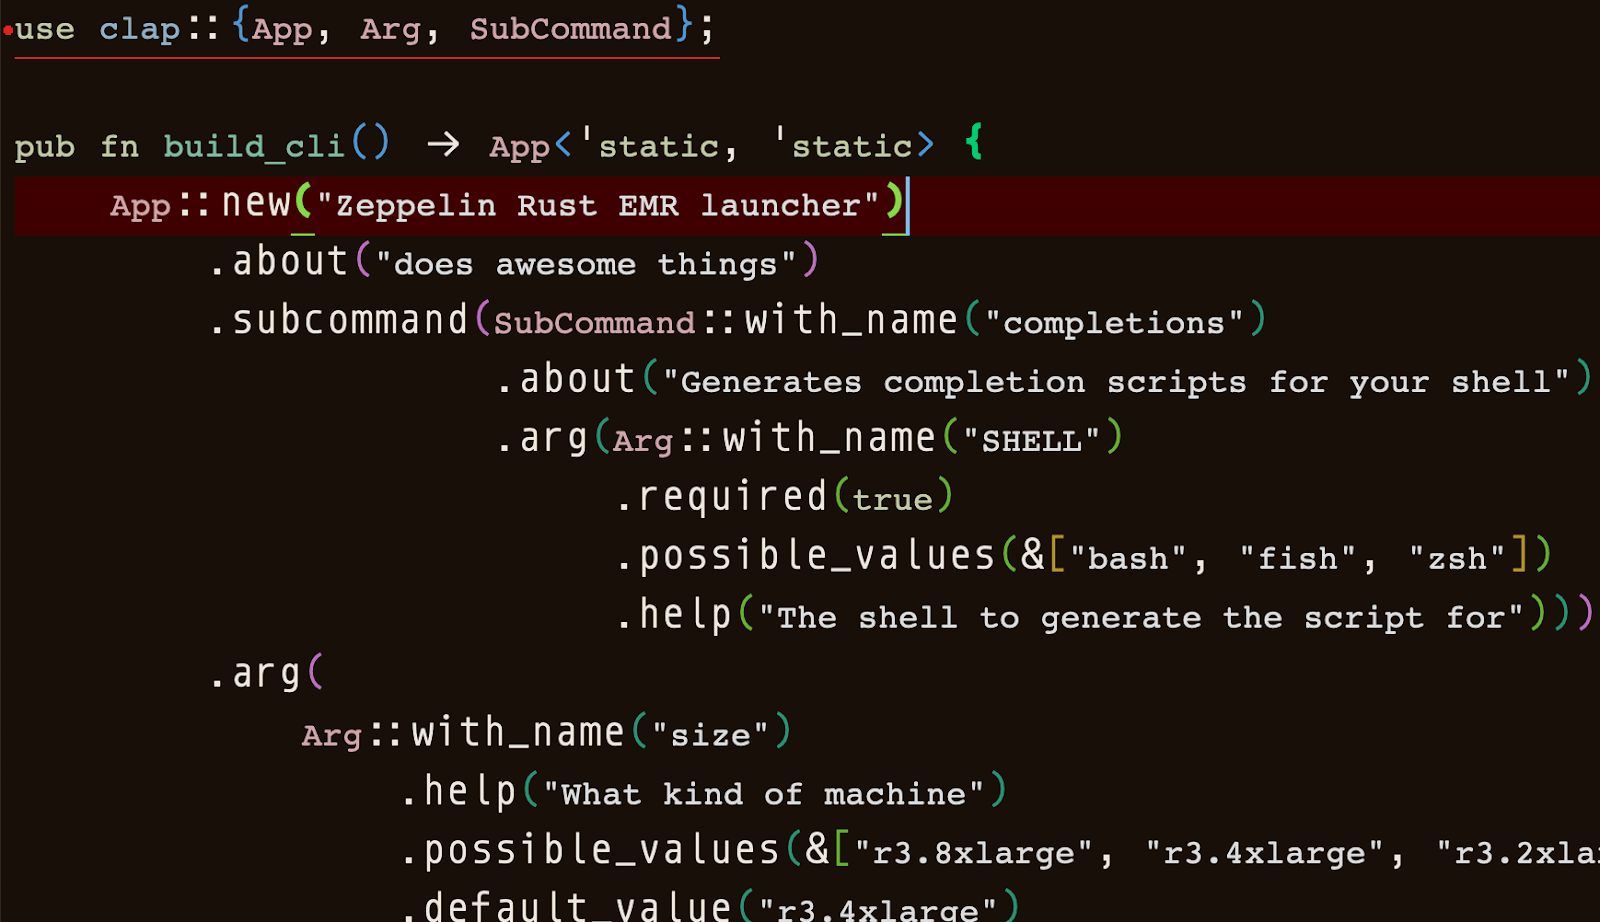 use clap::{App, Arg, SubCommand};
pub fn build_cli() → App<'static, 'static> {
App::new("Zeppelin Rust EMR launcher")
.about("does awesome things")
.subcommand(SubCommand::with_name("completions")
.about("Generates completion scripts for your shell")
.arg(Arg::with_name("SHELL")
.required(true)
.possible_values(&["bash", "fish", "zsh"])
.help("The shell to generate the script for")))
.arg(
Arg::with_name("size")
.help("What kind of machine")
.possible_values(&["r3.8xlarge", "r3.4xlarge", "r3.2xla
.default_value("r3.4xlarge")